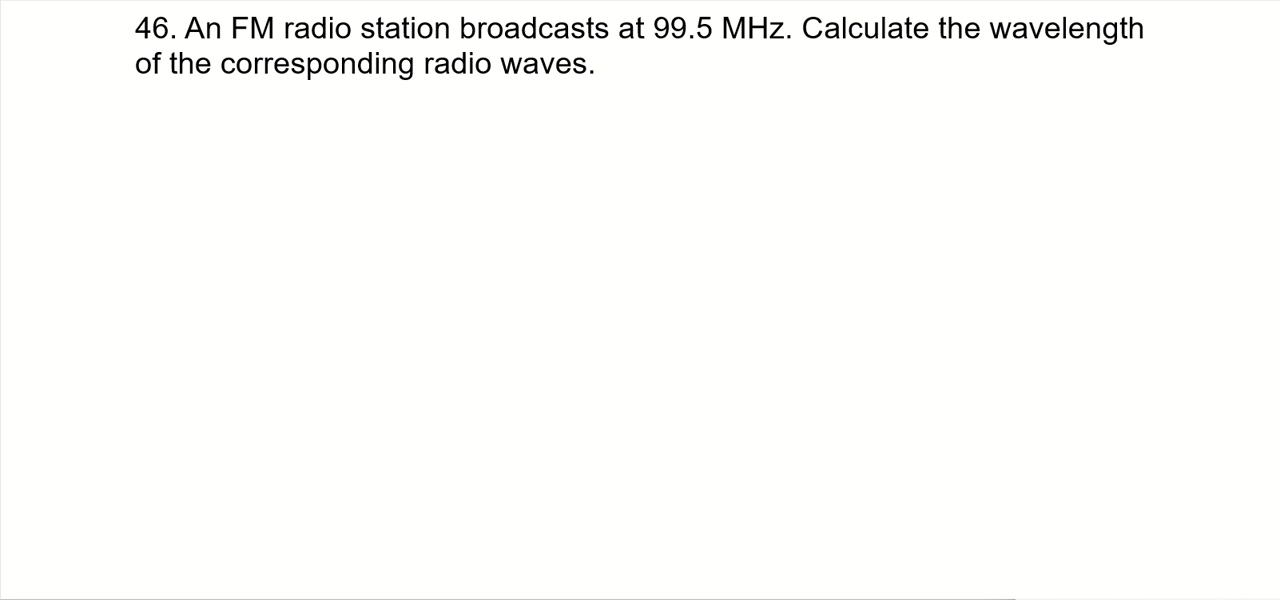 46. An FM radio station broadcasts at 99.5 MHz. Calculate the wavelength
of the corresponding radio waves.